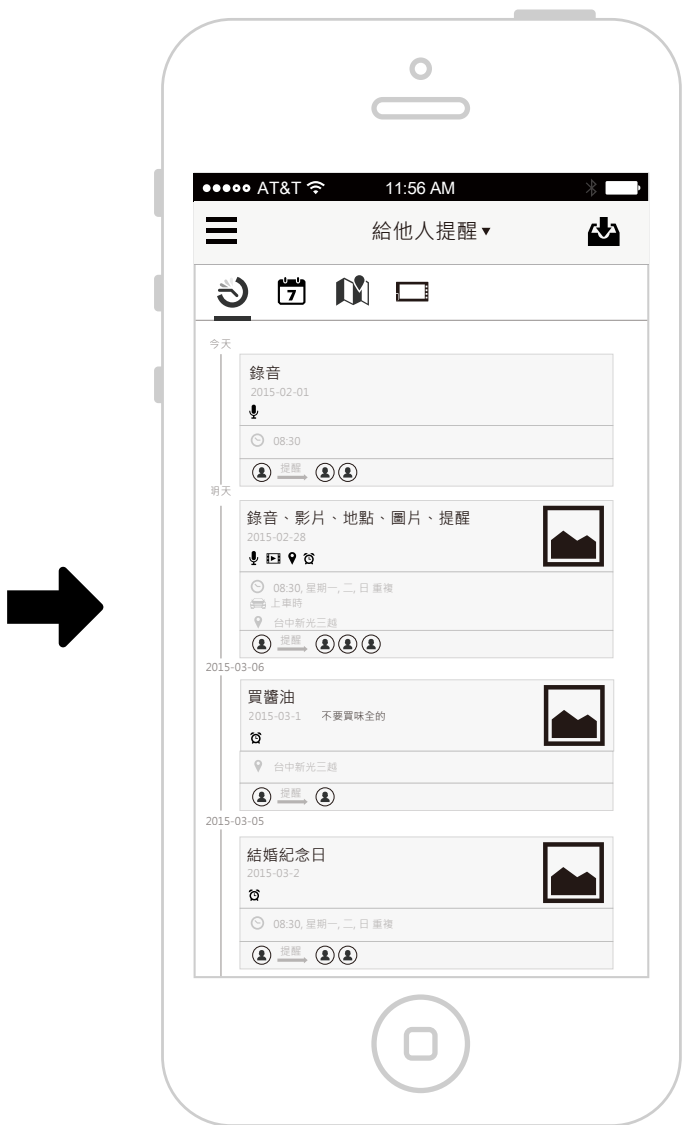 AT&T 11:56 AM
給他人提醒▾
7
今天
錄音
2015-02-01
08:30
提醒
明天
錄音、影片、地點、圖片、提醒
2015-02-28
08:30, 星期一, 二, 日 重複
上車時
台中新光三越
提醒
2015-03-06
買醬油
2015-03-1 不要買味全的
台中新光三越
提醒
2015-03-05
結婚紀念日
2015-03-2
08:30, 星期一, 二, 日 重複
提醒